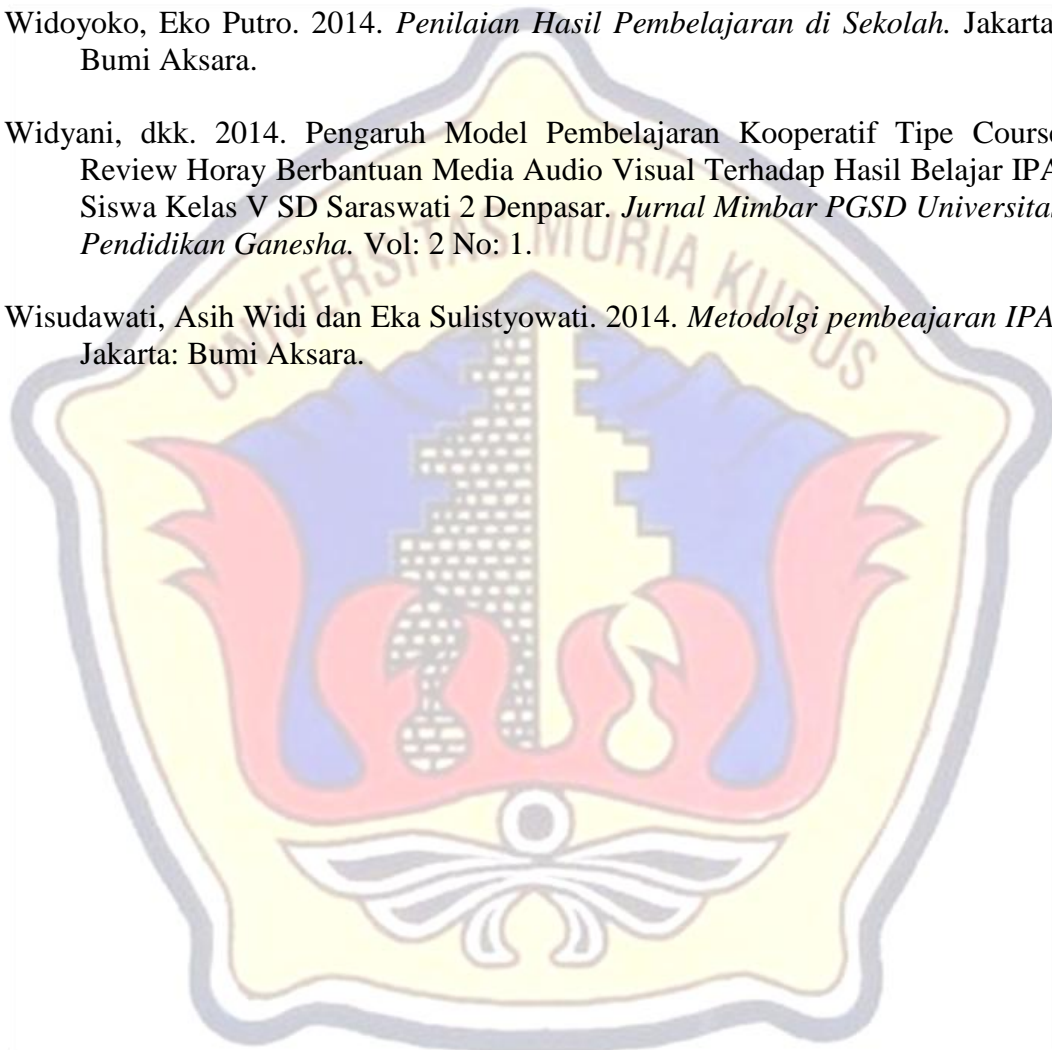 Widoyoko, Eko Putro. 2014. Penilaian Hasil Pembelajaran di Sekolah. Jakarta
Bumi Aksara.
Widyani, dkk. 2014. Pengaruh Model Pembelajaran Kooperatif Tipe Course
Review Horay Berbantuan Media Audio Visual Terhadap Hasil Belajar IPA
Siswa Kelas V SD Saraswati 2 Denpasar. Jurnal Mimbar PGSD Universita
Pendidikan Ganesha. Vol: 2 No: 1.
UNIVERSITAS MURIA KUDUS
Wisudawati, Asih Widi dan Eka Sulistyowati. 2014. Metodolgi pembeajaran IPA
Jakarta: Bumi Aksara.